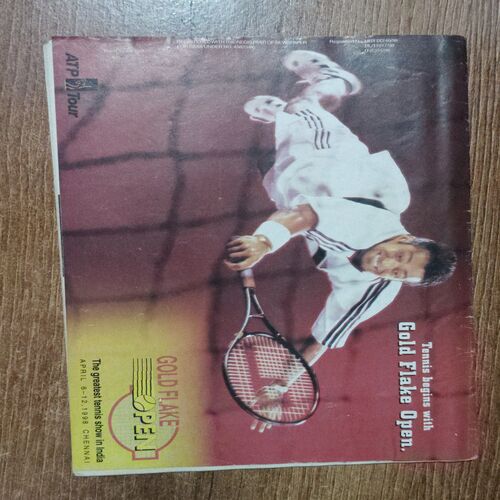 ATP Tour
Tennis begins with
Gold Flake Open.
GOLD FLAKE
OPEN
The greatest tennis show in India
APRIL 6-12, 1998 CHENNAI